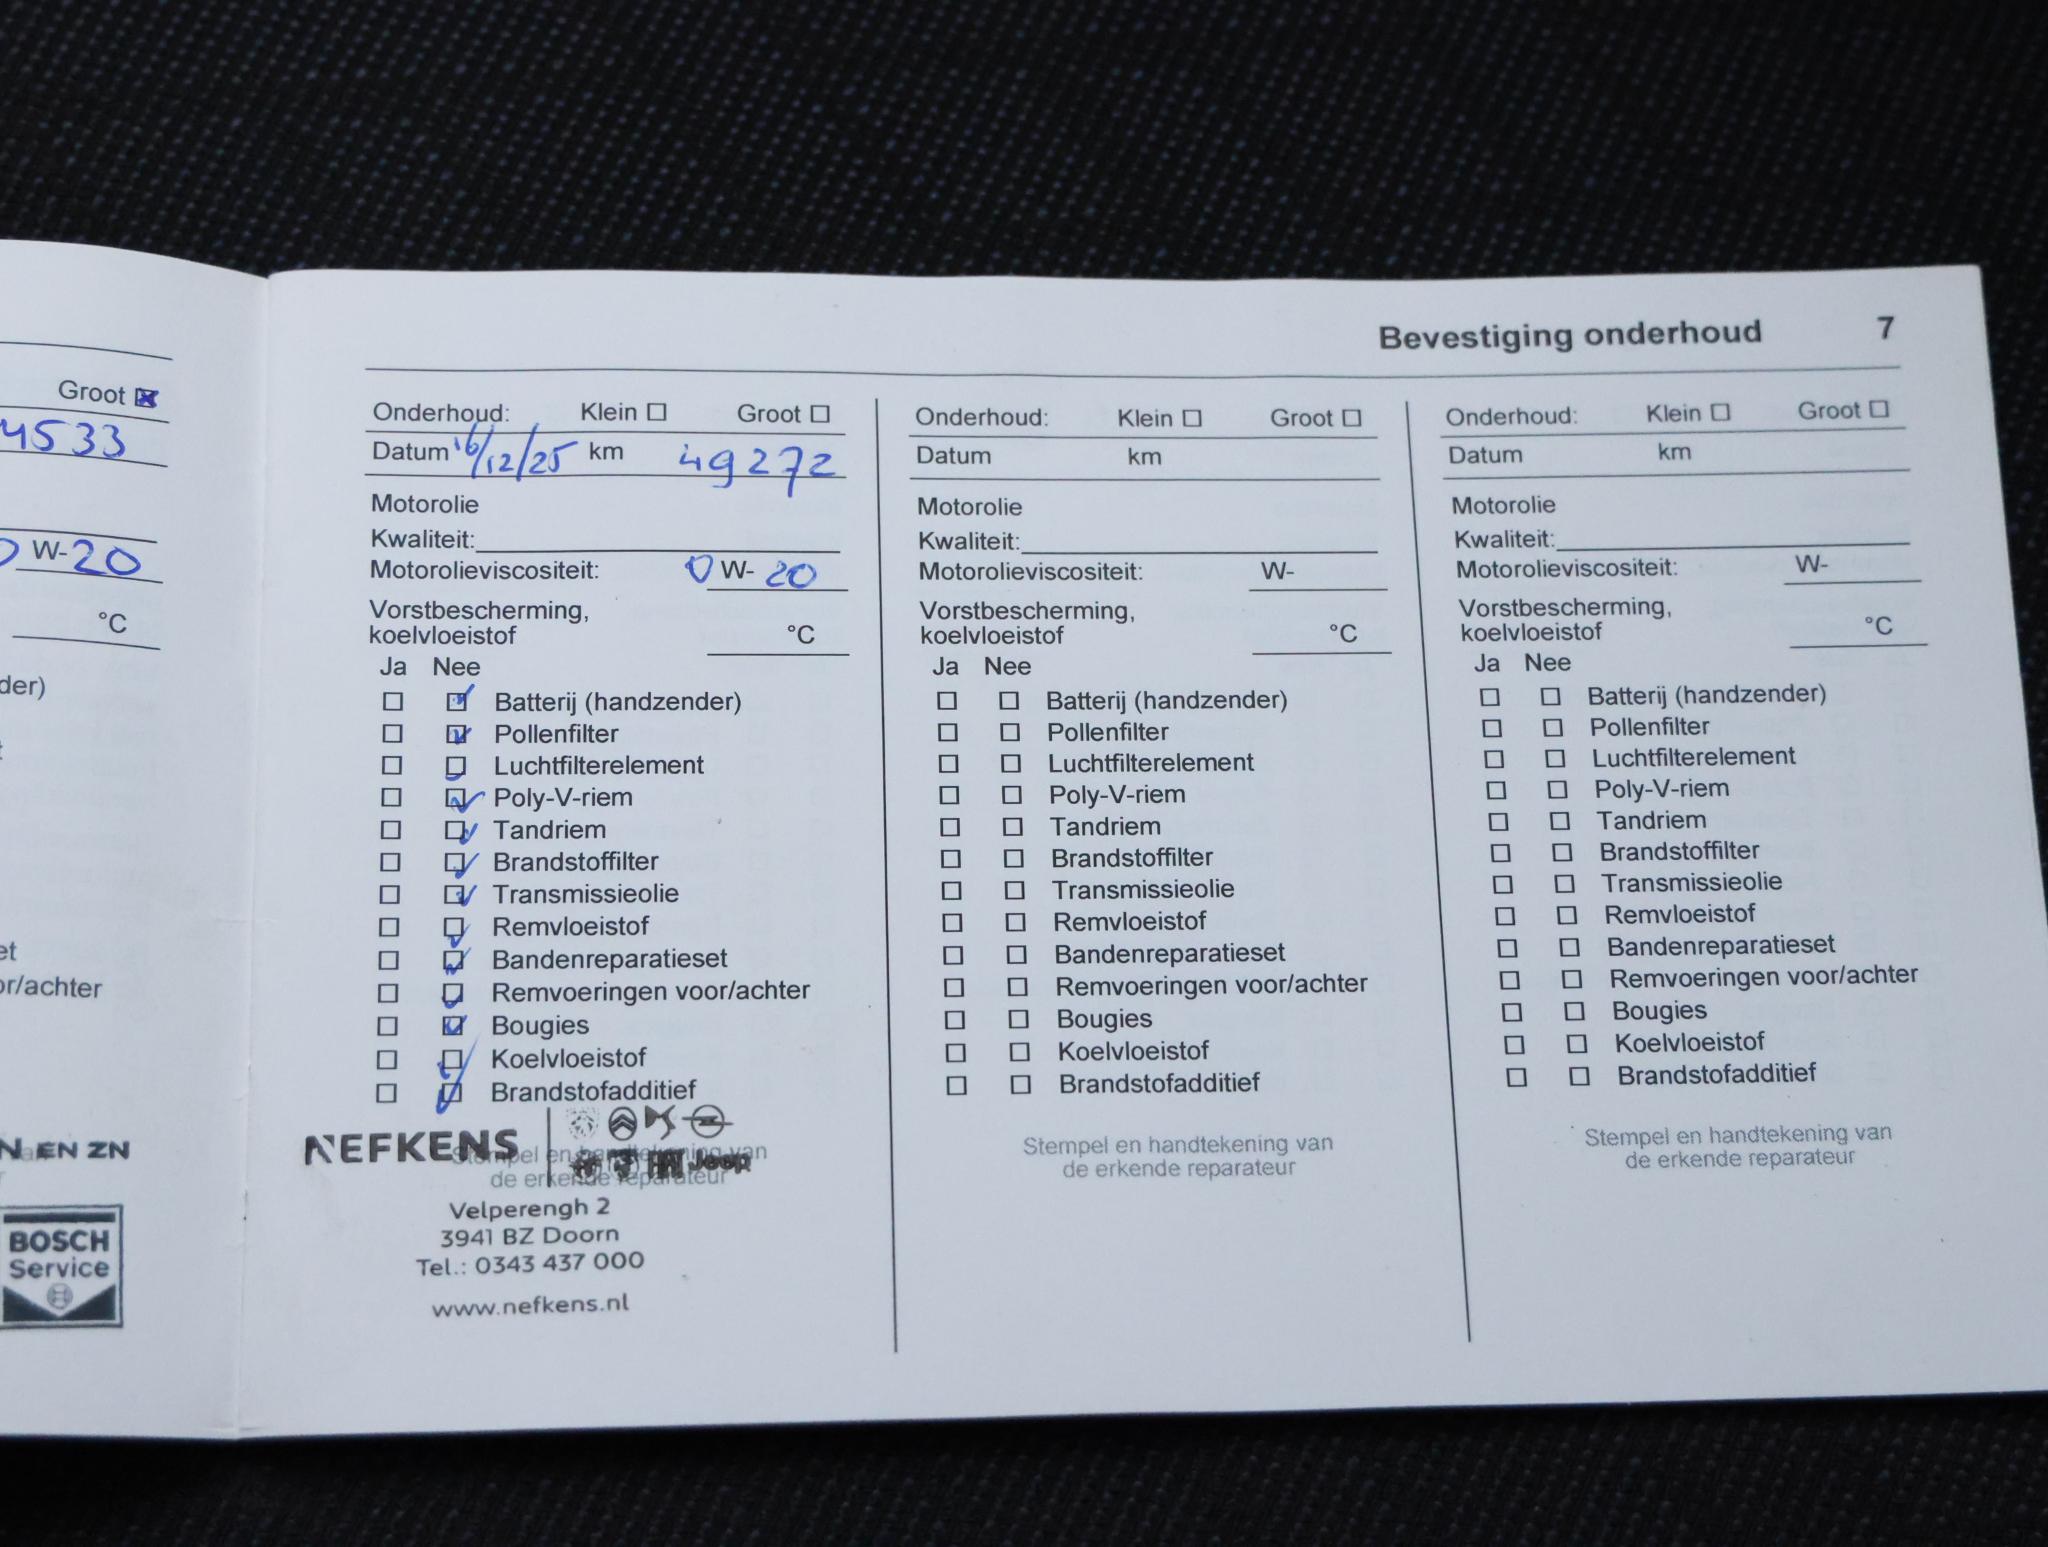 Groot
4533
W-20
°C
der)
et
or/achter
EN ZN
BOSCH
Service
Bevestiging onderhoud 7
Onderhoud: Klein Groot
Datum 16/12/25 km 49272
Motorolie
Kwaliteit:
Motorolieviscositeit: 0 W- 20
Vorstbescherming,
koelvloeistof °C
Ja Nee
Batterij (handzender)
Pollenfilter
Luchtfilterelement
Poly-V-riem
Tandriem
Brandstoffilter
Transmissieolie
Remvloeistof
Bandenreparatieset
Remvoeringen voor/achter
Bougies
Koelvloeistof
Brandstofadditief
NEFKENS
Stempel en handtekening van
de erkende reparateur
Jeep
Velperengh 2
3941 BZ Doorn
Tel.: 0343 437 000
www.nefkens.nl
Onderhoud: Klein Groot
Datum km
Motorolie
Kwaliteit:
Motorolieviscositeit: W-
Vorstbescherming,
koelvloeistof °C
Ja Nee
Batterij (handzender)
Pollenfilter
Luchtfilterelement
Poly-V-riem
Tandriem
Brandstoffilter
Transmissieolie
Remvloeistof
Bandenreparatieset
Remvoeringen voor/achter
Bougies
Koelvloeistof
Brandstofadditief
Stempel en handtekening van
de erkende reparateur
Onderhoud: Klein Groot
Datum km
Motorolie
Kwaliteit:
Motorolieviscositeit: W-
Vorstbescherming,
koelvloeistof °C
Ja Nee
Batterij (handzender)
Pollenfilter
Luchtfilterelement
Poly-V-riem
Tandriem
Brandstoffilter
Transmissieolie
Remvloeistof
Bandenreparatieset
Remvoeringen voor/achter
Bougies
Koelvloeistof
Brandstofadditief
Stempel en handtekening van
de erkende reparateur